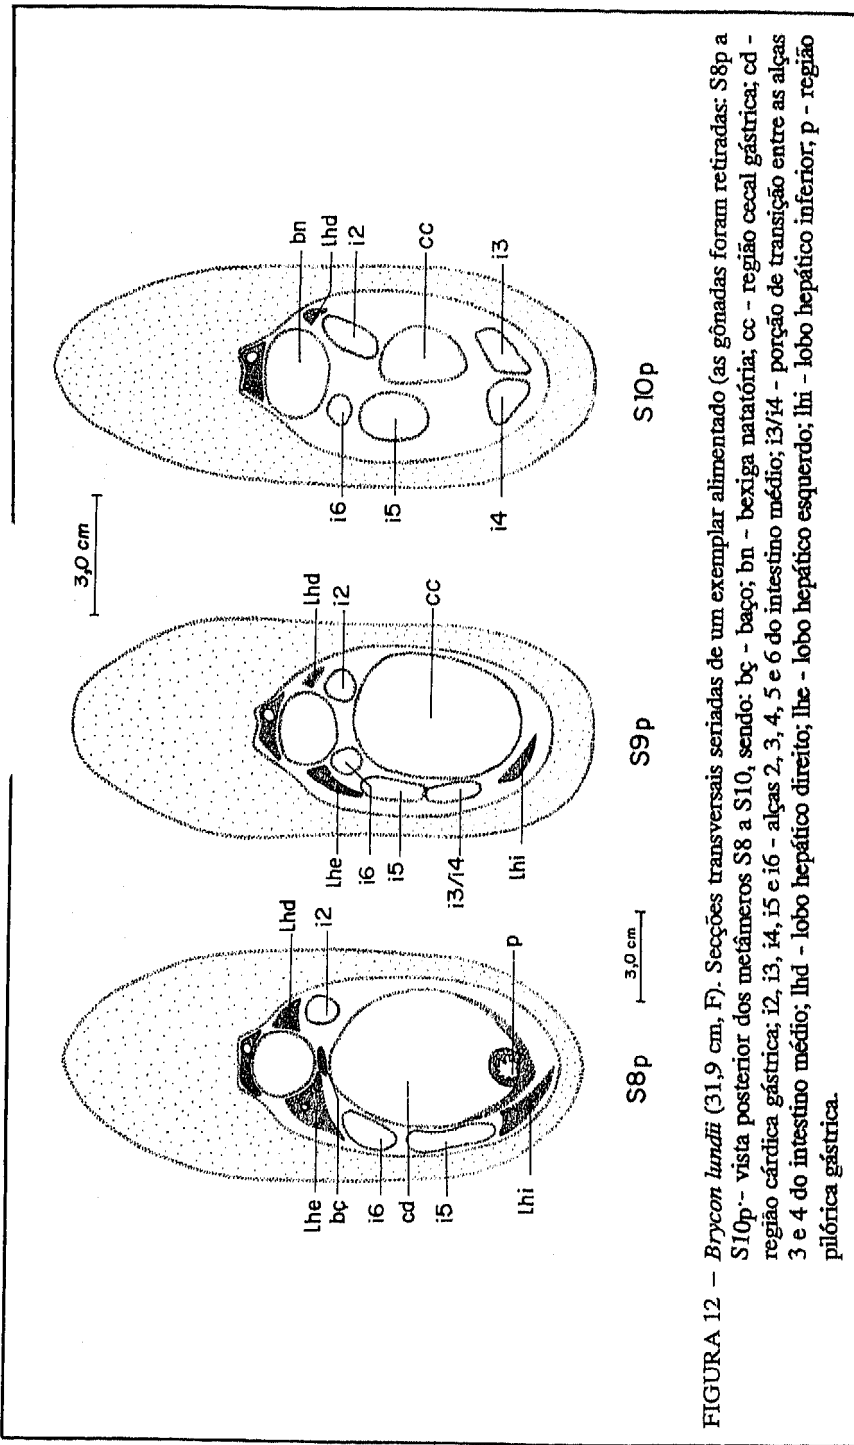 3,0 cm
bn
lhd
i2
cc
i3
i6
i5
i4
S10p
lhd
i2
cc
lhe
i6
i5
i3/i4
lhi
S9p
lhd
i2
p
lhe
bç
i6
cd
i5
lhi
3,0 cm
S8p
FIGURA 12 – Brycon lundii (31,9 cm, F). Secções transversais seriadas de um exemplar alimentado (as gônadas foram retiradas: S8p a
S10p - vista posterior dos metâmeros S8 a S10, sendo: bç - baço; bn - bexiga natatória; cc - região cecal gástrica; cd -
região cárdica gástrica; i2, i3, i4, i5 e i6 - alças 2, 3, 4, 5 e 6 do intestino médio; i3/i4 - porção de transição entre as alças
3 e 4 do intestino médio; lhd - lobo hepático direito; lhe - lobo hepático esquerdo; lhi - lobo hepático inferior; p - região
pilórica gástrica.